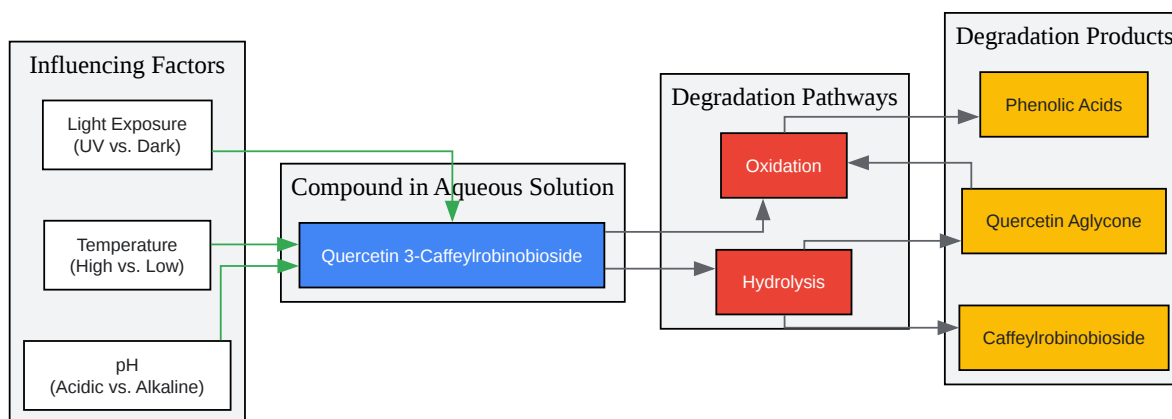 Influencing Factors
Light Exposure
(UV vs. Dark)
Temperature
(High vs. Low)
pH
(Acidic vs. Alkaline)
Compound in Aqueous Solution
Quercetin 3-Caffeylrobinobioside
Degradation Pathways
Oxidation
Hydrolysis
Degradation Products
Phenolic Acids
Quercetin Aglycone
Caffeylrobinobioside